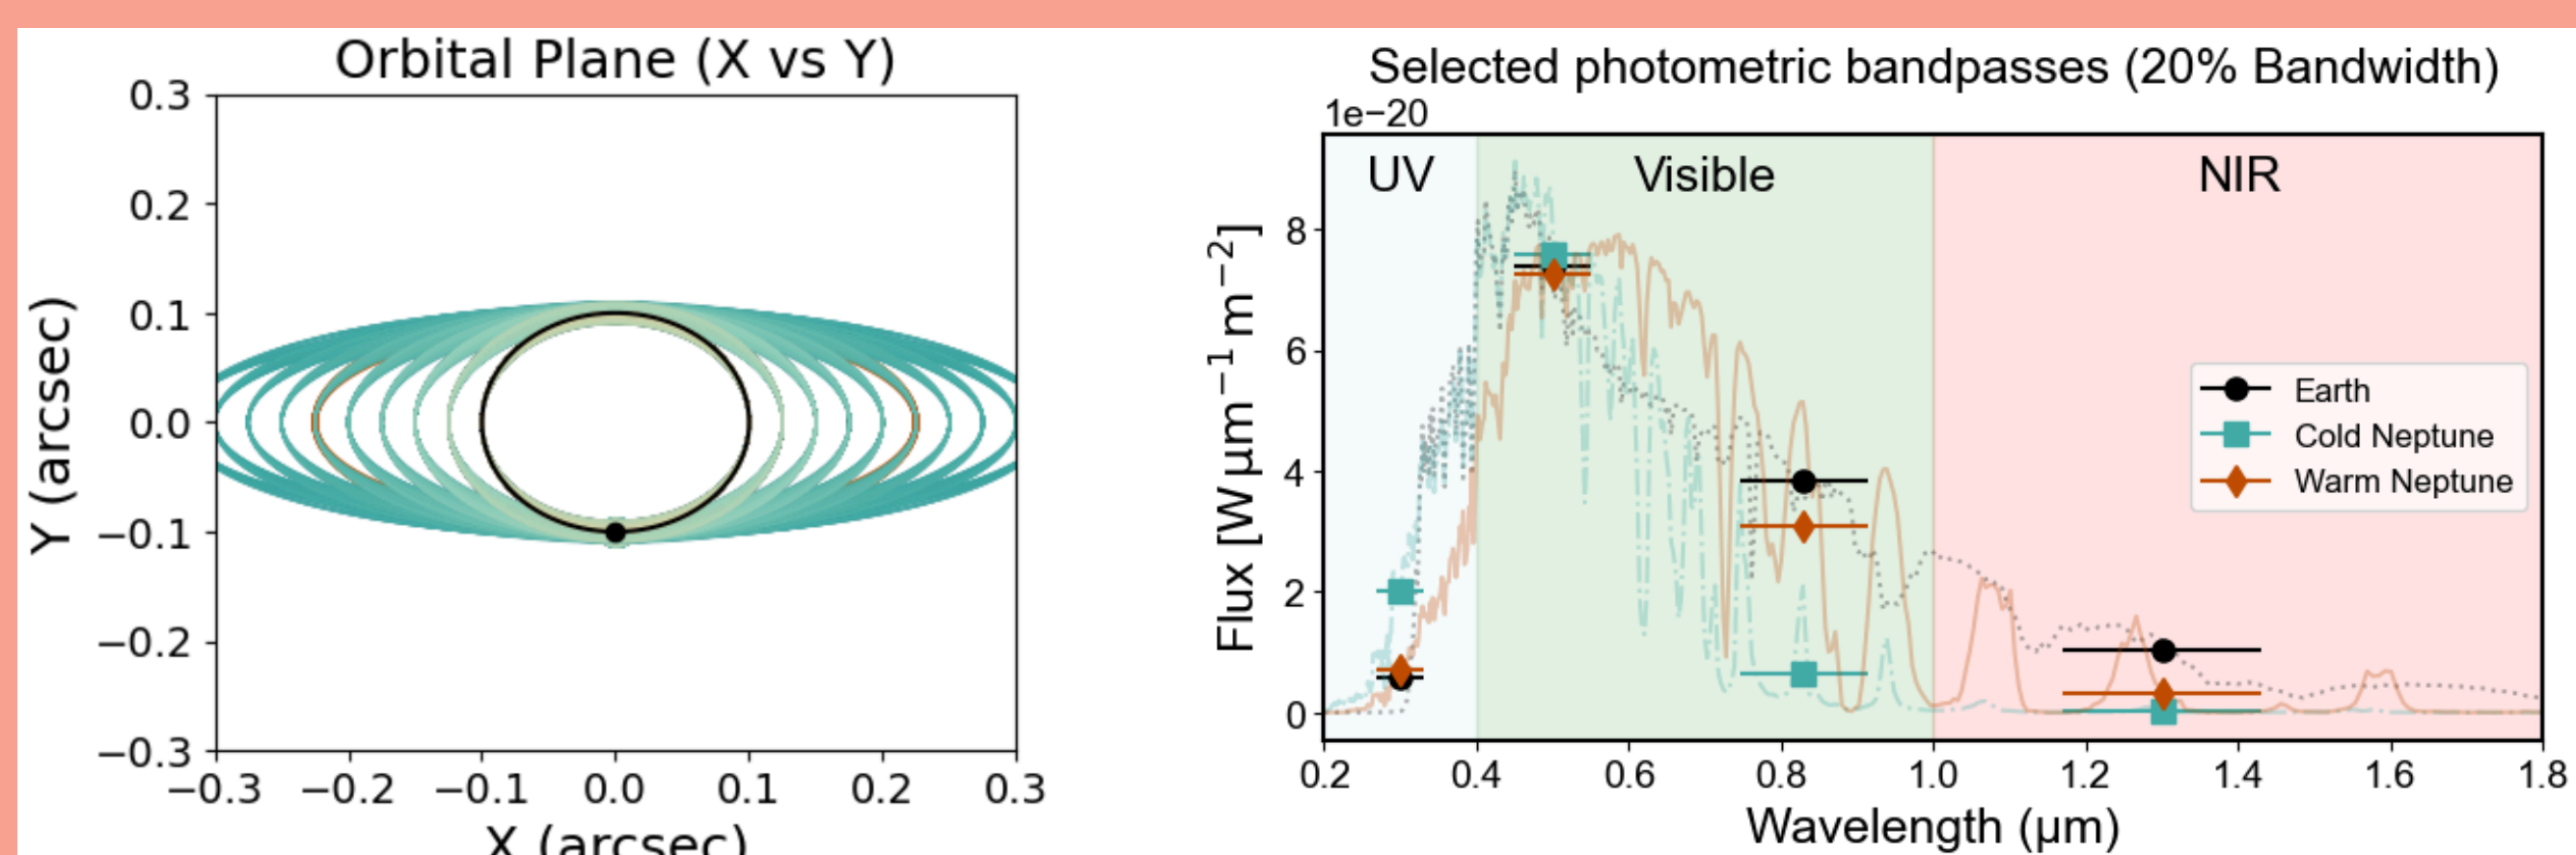 Orbital Plane (X vs Y)
0.3
0.2
0.1
0.0
−0.1
−0.2
−0.3
Y (arcsec)
−0.3 −0.2 −0.1 0.0 0.1 0.2 0.3
X (arcsec)
Selected photometric bandpasses (20% Bandwidth)
1e−20
UV Visible NIR
8
6
4
2
0
Flux [W μm⁻¹ m⁻²]
Earth
Cold Neptune
Warm Neptune
0.2 0.4 0.6 0.8 1.0 1.2 1.4 1.6 1.8
Wavelength (μm)